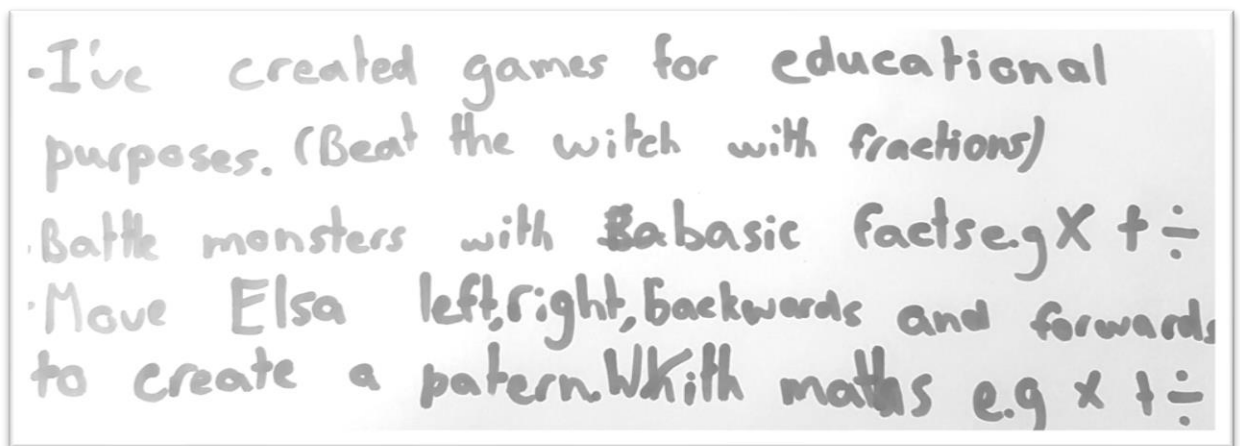 ·I've created games for educational
purposes. (Beat the witch with fractions)
·Battle monsters with basic facts e.g X + ÷
·Move Elsa left, right, backwards and forwards
to create a patern. Whith maths e.g x + ÷